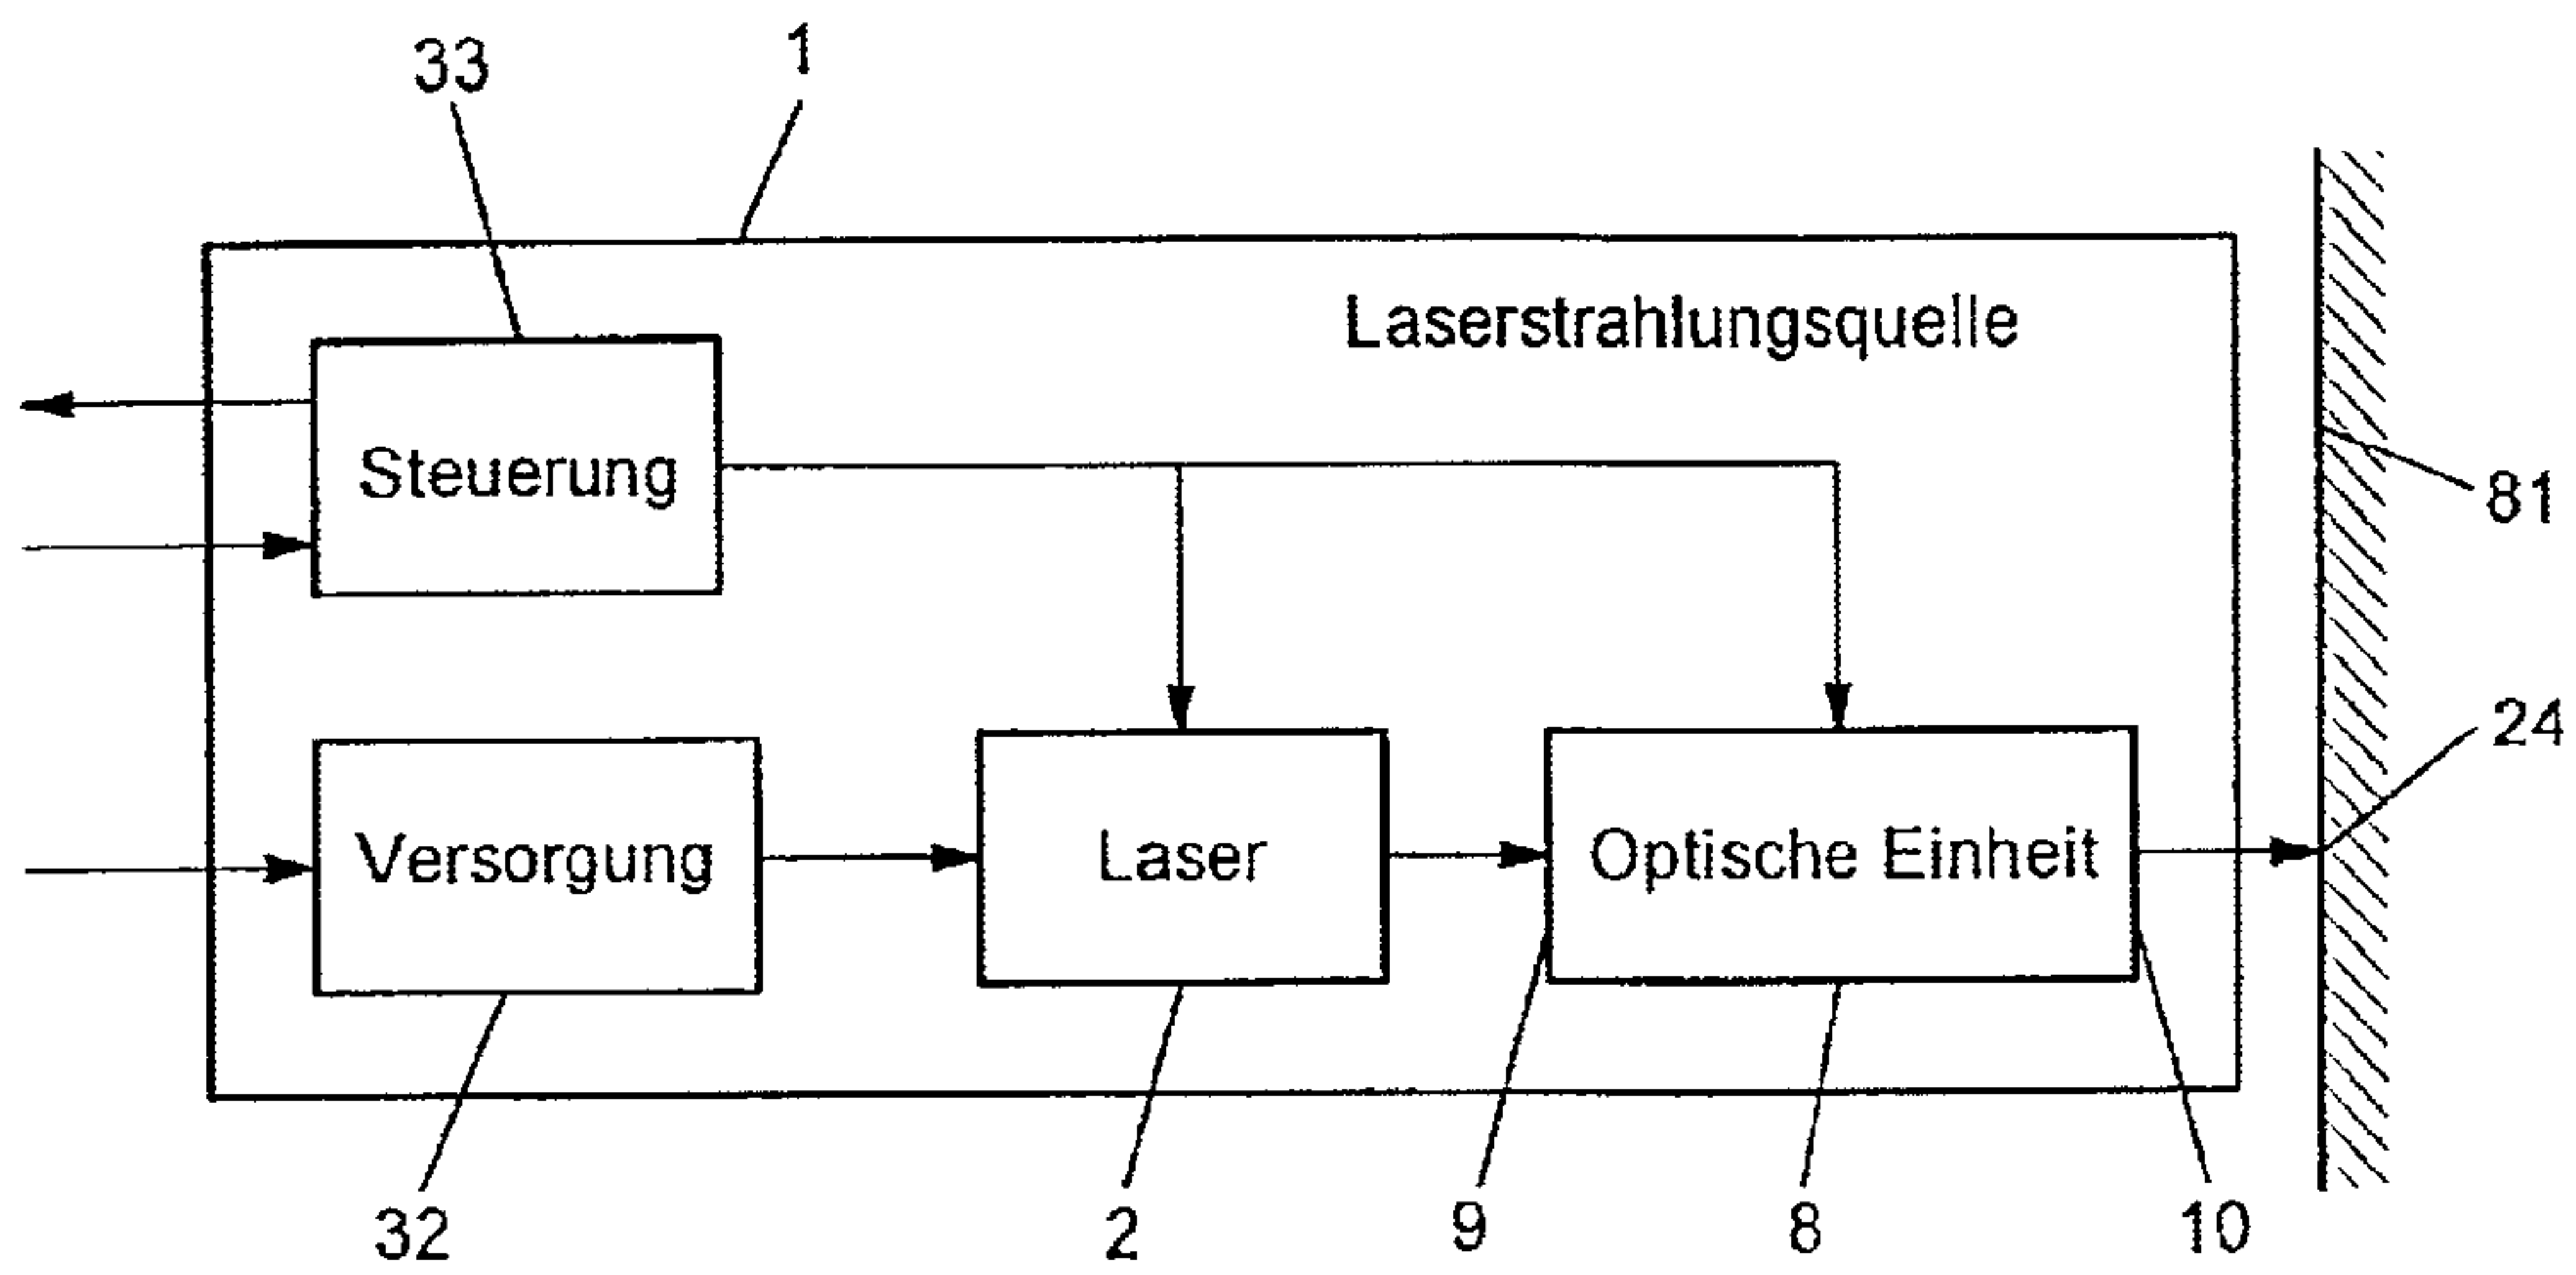 33
1
Laserstrahlungsquelle
Steuerung
81
24
Versorgung
Laser
Optische Einheit
32
2
9
8
10